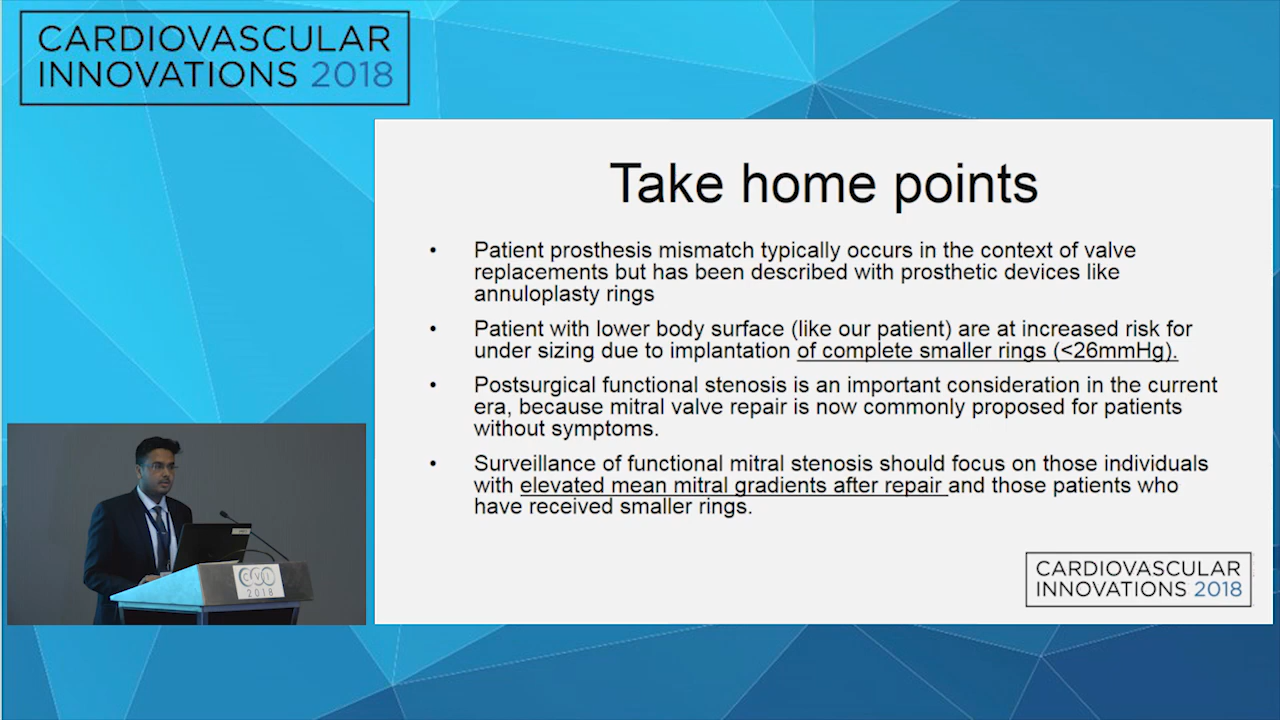 CARDIOVASCULAR
INNOVATIONS 2018
Take home points
• Patient prosthesis mismatch typically occurs in the context of valve
replacements but has been described with prosthetic devices like
annuloplasty rings
• Patient with lower body surface (like our patient) are at increased risk for
under sizing due to implantation of complete smaller rings (<26mmHg).
• Postsurgical functional stenosis is an important consideration in the current
era, because mitral valve repair is now commonly proposed for patients
without symptoms.
• Surveillance of functional mitral stenosis should focus on those individuals
with elevated mean mitral gradients after repair and those patients who
have received smaller rings.
CVI
2018
CARDIOVASCULAR
INNOVATIONS 2018